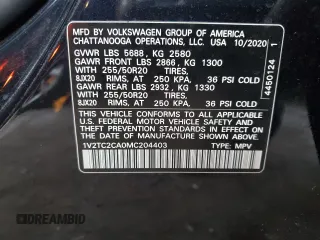 MFD BY VOLKSWAGEN GROUP OF AMERICA
CHATTANOOGA OPERATIONS, LLC. USA 10/2020
GVWR LBS 5688, KG 2580
GAWR FRONT LBS 2866, KG 1300
WITH 255/50R20 TIRES,
8JX20 RIMS, AT 250 KPA, 36 PSI COLD
GAWR REAR LBS 2932, KG 1330
WITH 255/50R20 TIRES,
8JX20 RIMS, AT 250 KPA, 36 PSI COLD
THIS VEHICLE CONFORMS TO ALL APPLICABLE
FEDERAL MOTOR VEHICLE SAFETY STANDARDS IN
EFFECT ON THE DATE OF MANUFACTURE SHOWN ABOVE.
1V2TC2CA0MC204403 TYPE: MPV
4450124 1
© DREAMBID